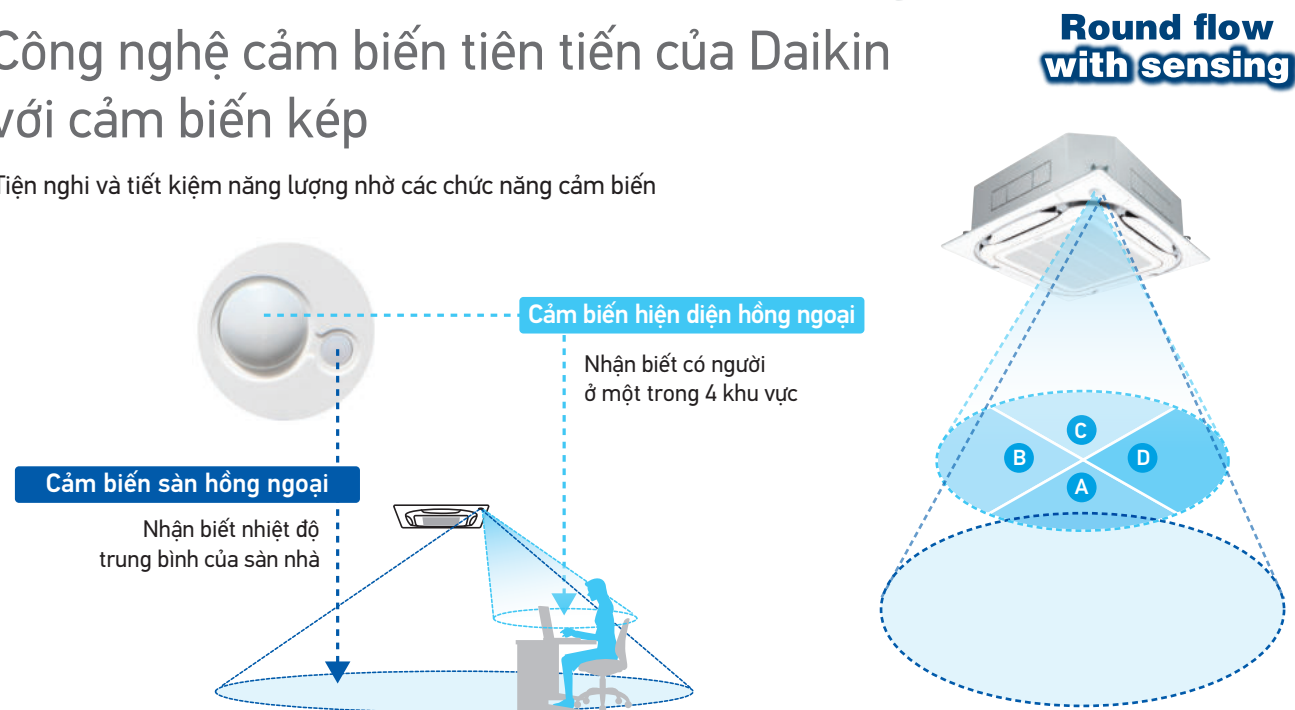 Công nghệ cảm biến tiên tiến của Daikin
với cảm biến kép
Tiện nghi và tiết kiệm năng lượng nhờ các chức năng cảm biến
Round flow
with sensing
Cảm biến hiện diện hồng ngoại
Nhận biết có người
ở một trong 4 khu vực
Cảm biến sàn hồng ngoại
Nhận biết nhiệt độ
trung bình của sàn nhà
C
B
D
A